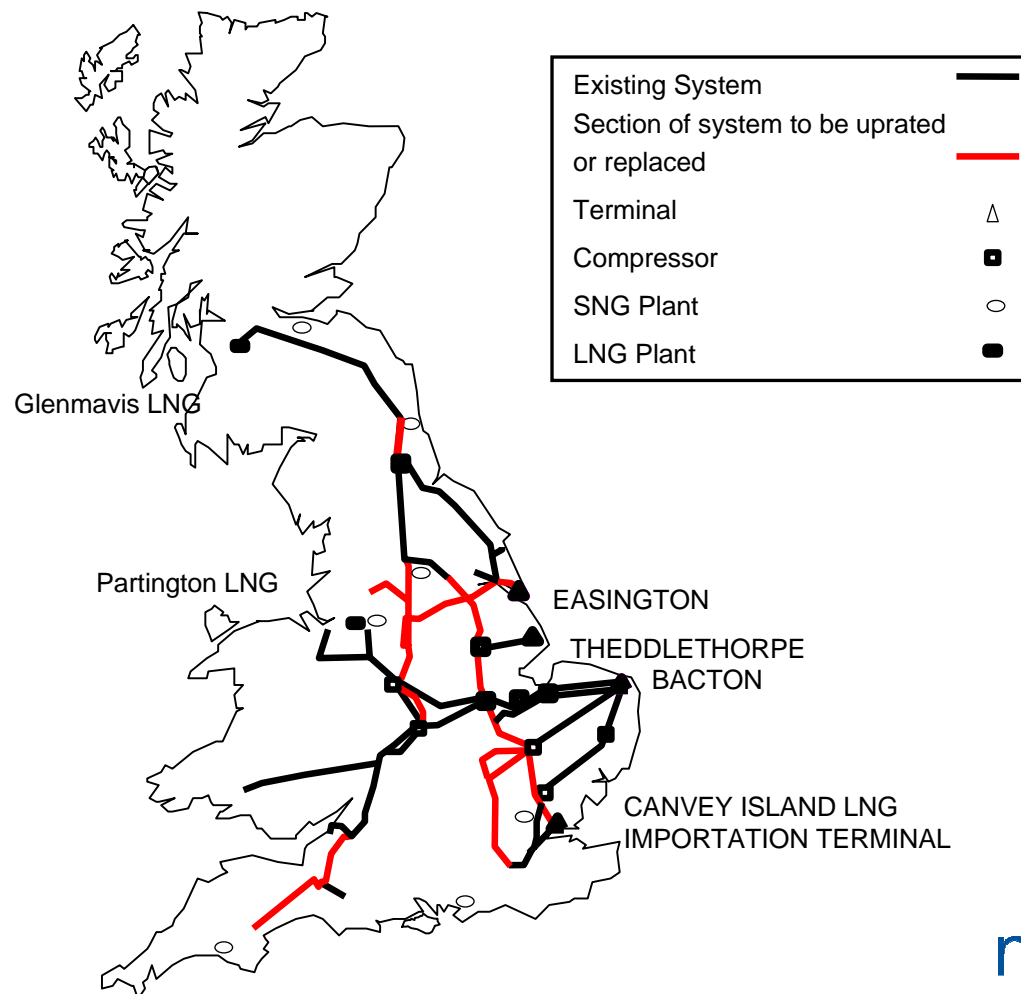 Existing System
Section of system to be uprated
or replaced
Terminal
Compressor
SNG Plant
LNG Plant
Glenmavis LNG
Partington LNG
EASINGTON
THEDDLETHORPE
BACTON
CANVEY ISLAND LNG
IMPORTATION TERMINAL